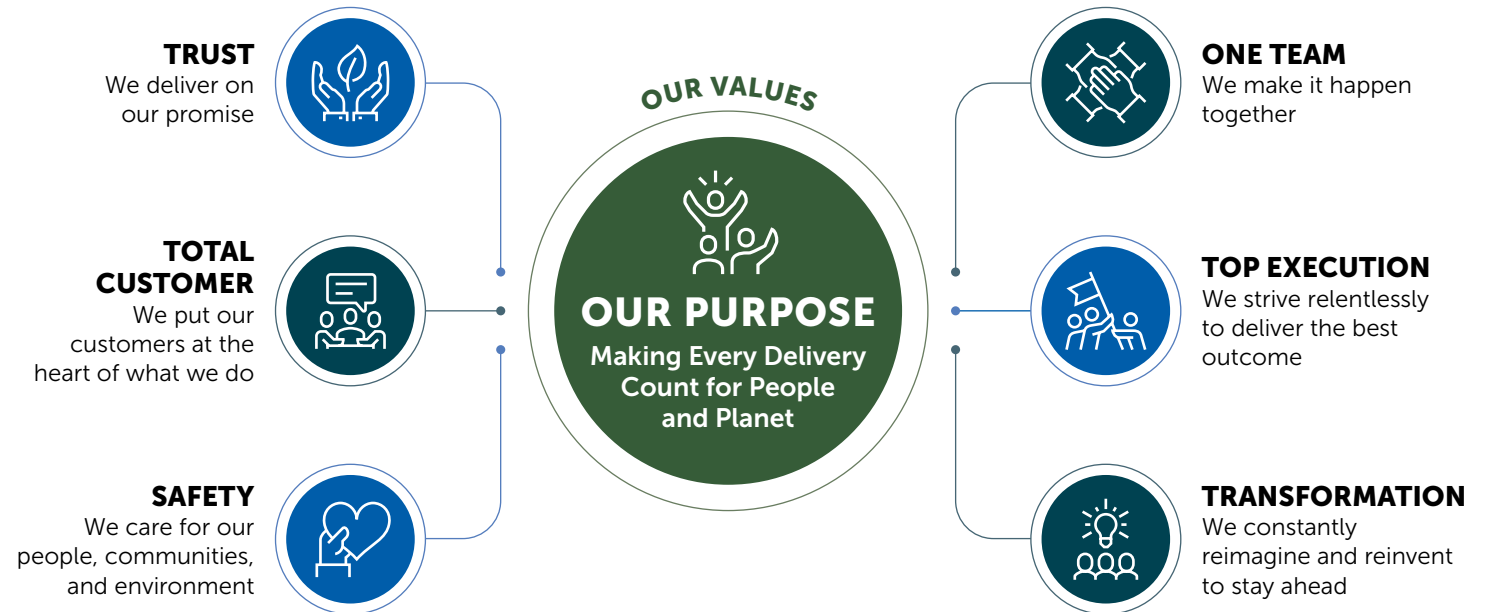 TRUST
We deliver on
our promise
TOTAL
CUSTOMER
We put our
customers at the
heart of what we do
SAFETY
We care for our
people, communities,
and environment
OUR VALUES
OUR PURPOSE
Making Every Delivery
Count for People
and Planet
ONE TEAM
We make it happen
together
TOP EXECUTION
We strive relentlessly
to deliver the best
outcome
TRANSFORMATION
We constantly
reimagine and reinvent
to stay ahead